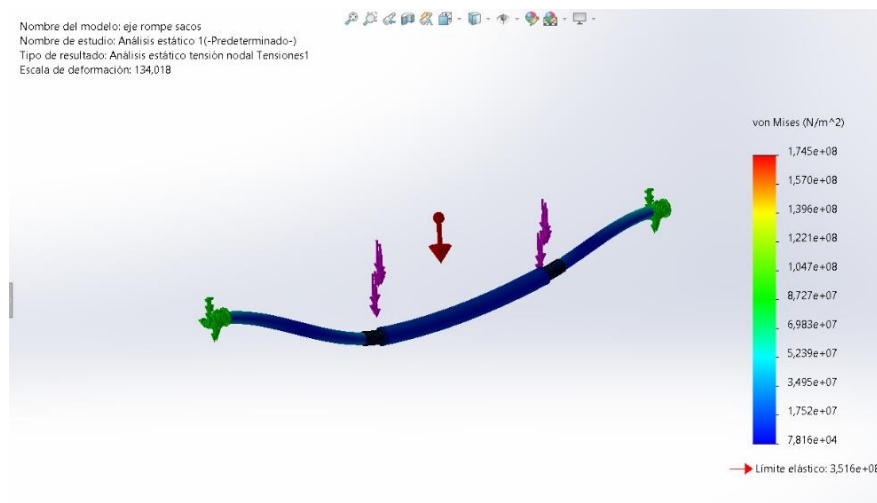 Nombre del modelo: eje rompe sacos
Nombre de estudio: Análisis estático 1(-Predeterminado-)
Tipo de resultado: Análisis estático tensión nodal Tensiones1
Escala de deformación: 134,018
von Mises (N/m^2)
1,745e+08
1,570e+08
1,396e+08
1,221e+08
1,047e+08
8,727e+07
6,983e+07
5,239e+07
3,495e+07
1,752e+07
7,816e+04
Límite elástico: 3,516e+08